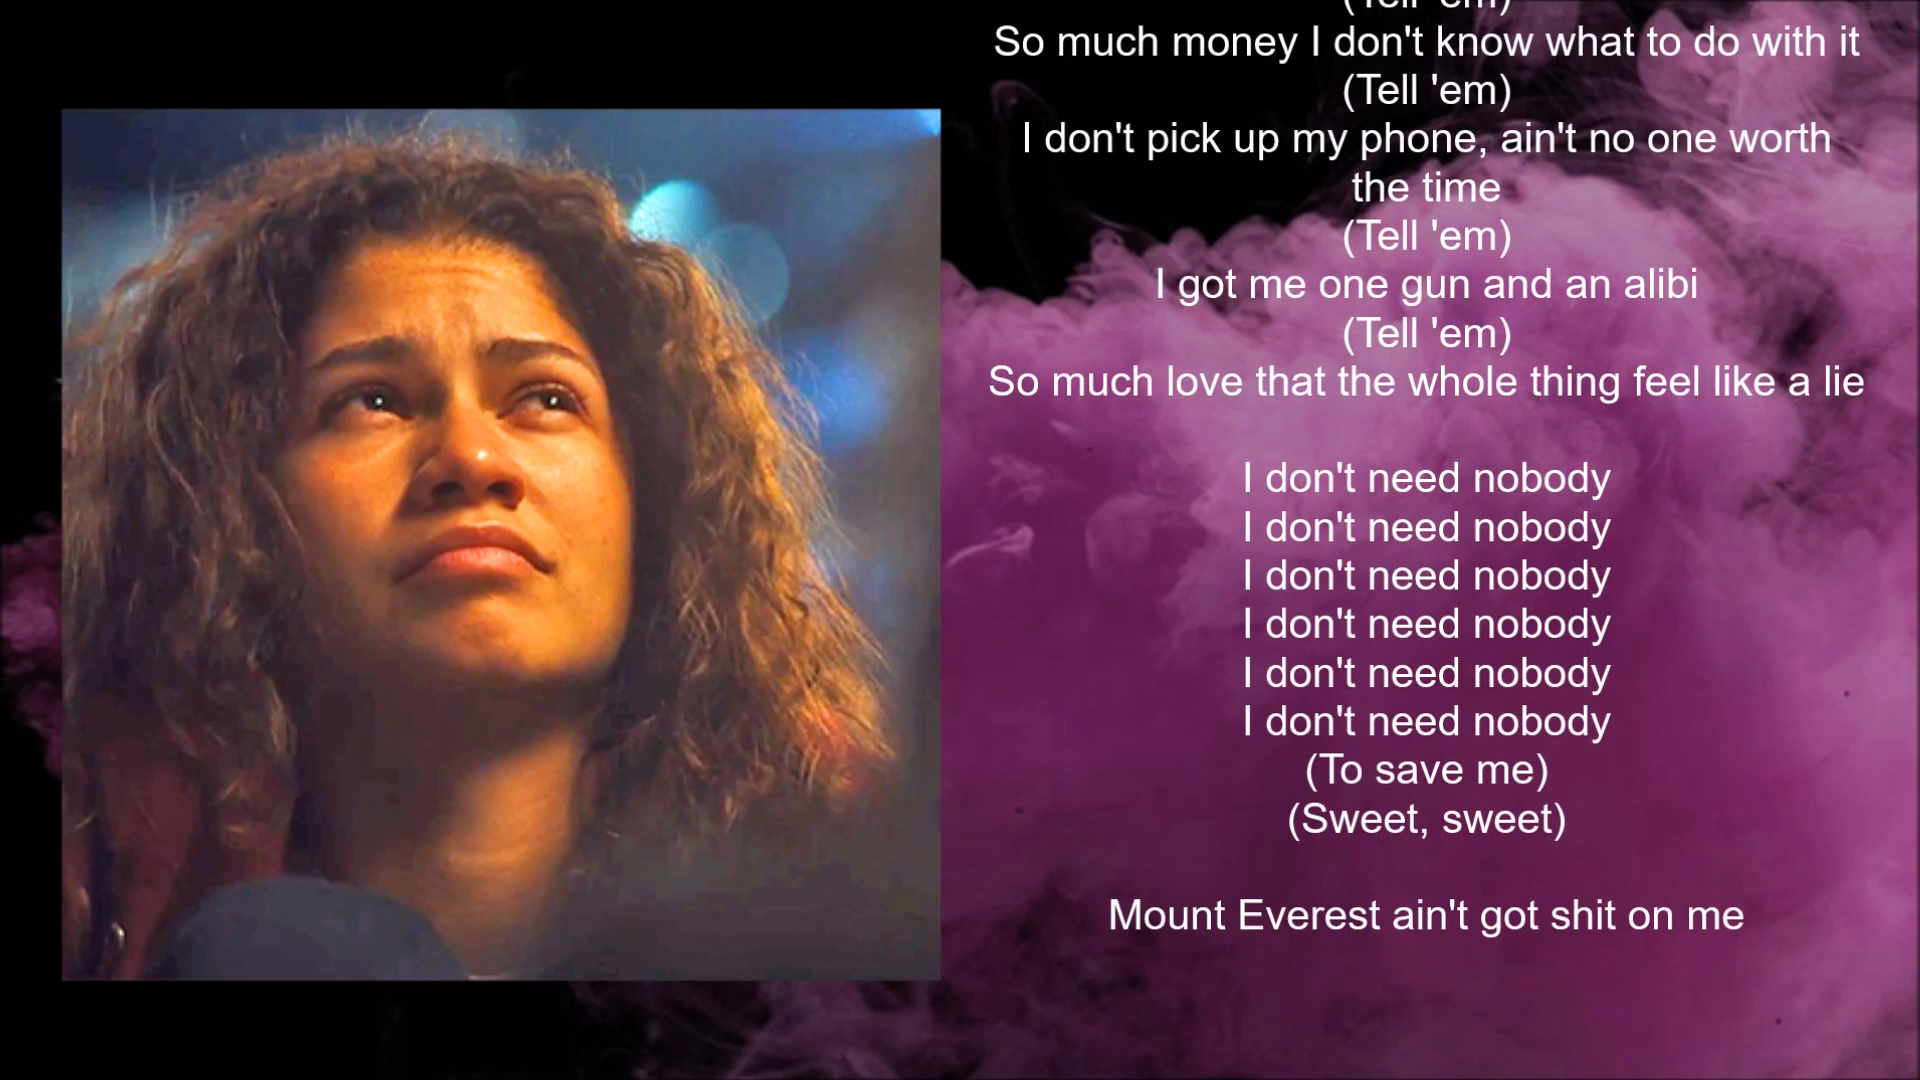 (Tell 'em)
So much money I don't know what to do with it
(Tell 'em)
I don't pick up my phone, ain't no one worth
the time
(Tell 'em)
I got me one gun and an alibi
(Tell 'em)
So much love that the whole thing feel like a lie
I don't need nobody
I don't need nobody
I don't need nobody
I don't need nobody
I don't need nobody
I don't need nobody
(To save me)
(Sweet, sweet)
Mount Everest ain't got shit on me